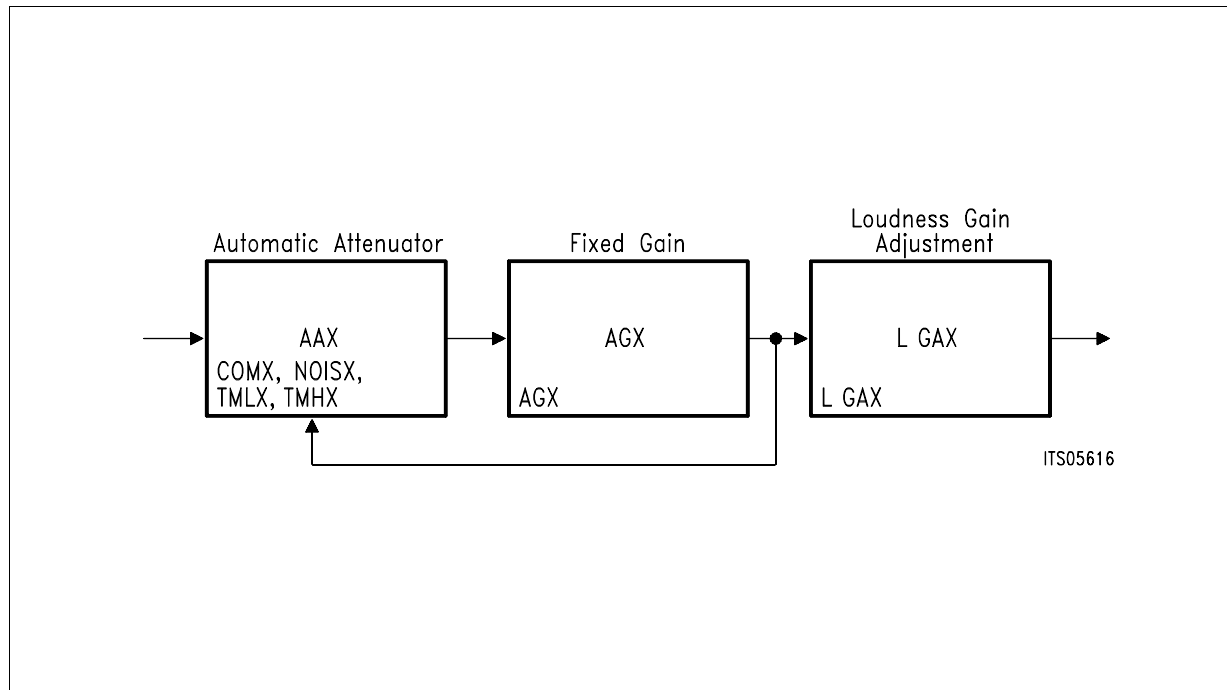 Automatic Attenuator
AAX
COMX, NOISX,
TMLX, TMHX
Fixed Gain
AGX
AGX
Loudness Gain
Adjustment
L GAX
L GAX
ITS05616